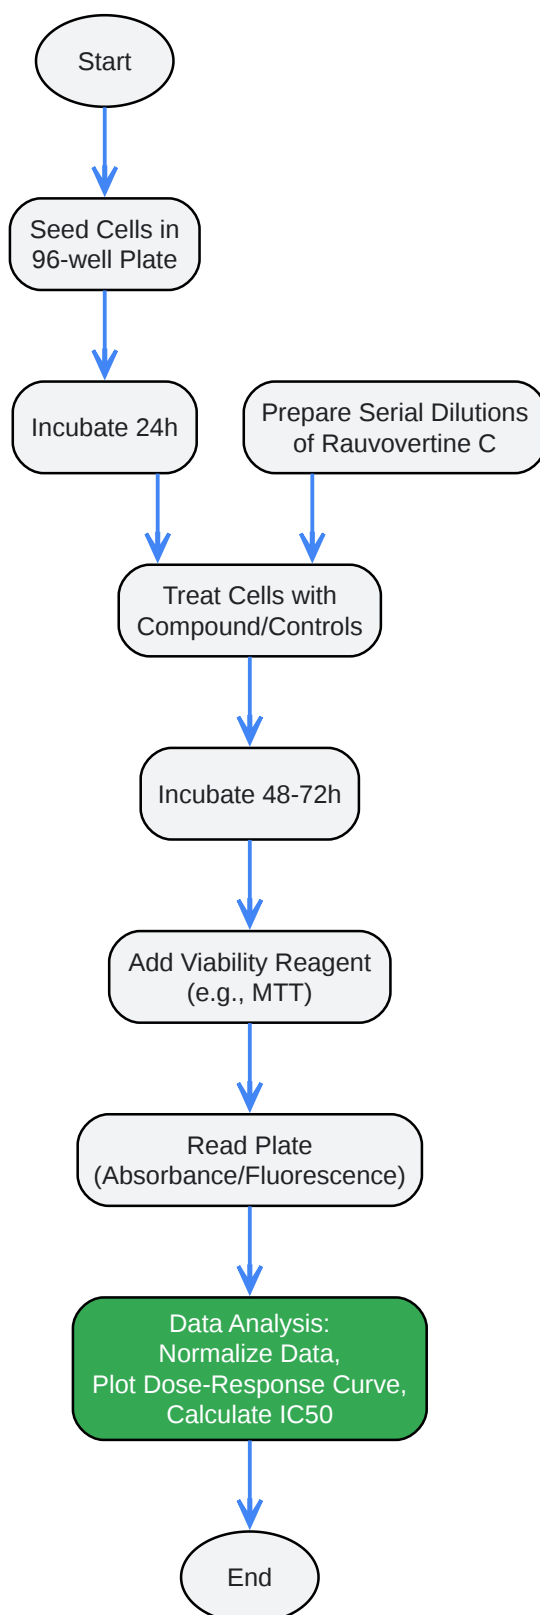 Start
Seed Cells in
96-well Plate
Incubate 24h
Prepare Serial Dilutions
of Rauvovertine C
Treat Cells with
Compound/Controls
Incubate 48-72h
Add Viability Reagent
(e.g., MTT)
Read Plate
(Absorbance/Fluorescence)
Data Analysis:
Normalize Data,
Plot Dose-Response Curve,
Calculate IC50
End